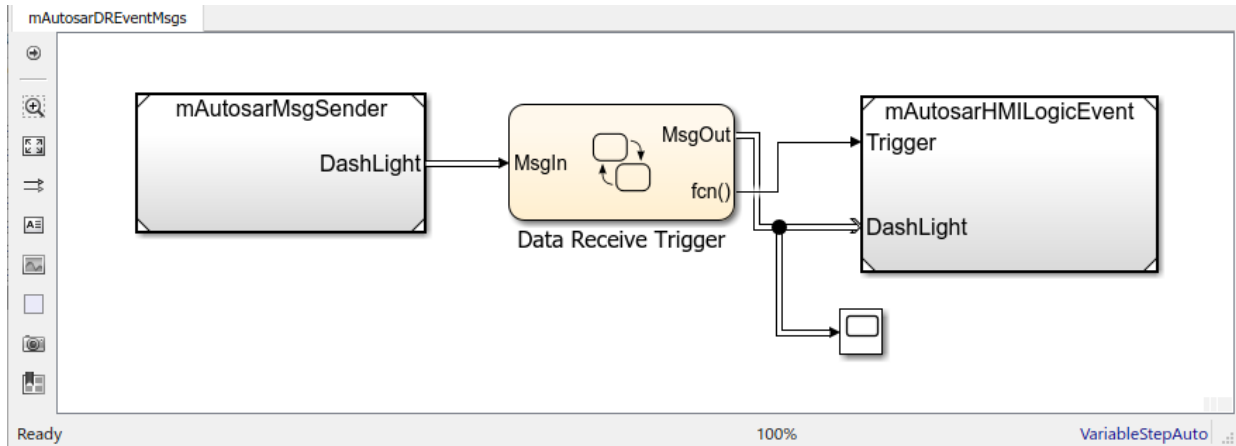 mAutosarDREventMsgs
mAutosarMsgSender
DashLight
MsgIn
MsgOut
fcn()
Data Receive Trigger
mAutosarHMILogicEvent
Trigger
DashLight
A
Ready
100%
VariableStepAuto